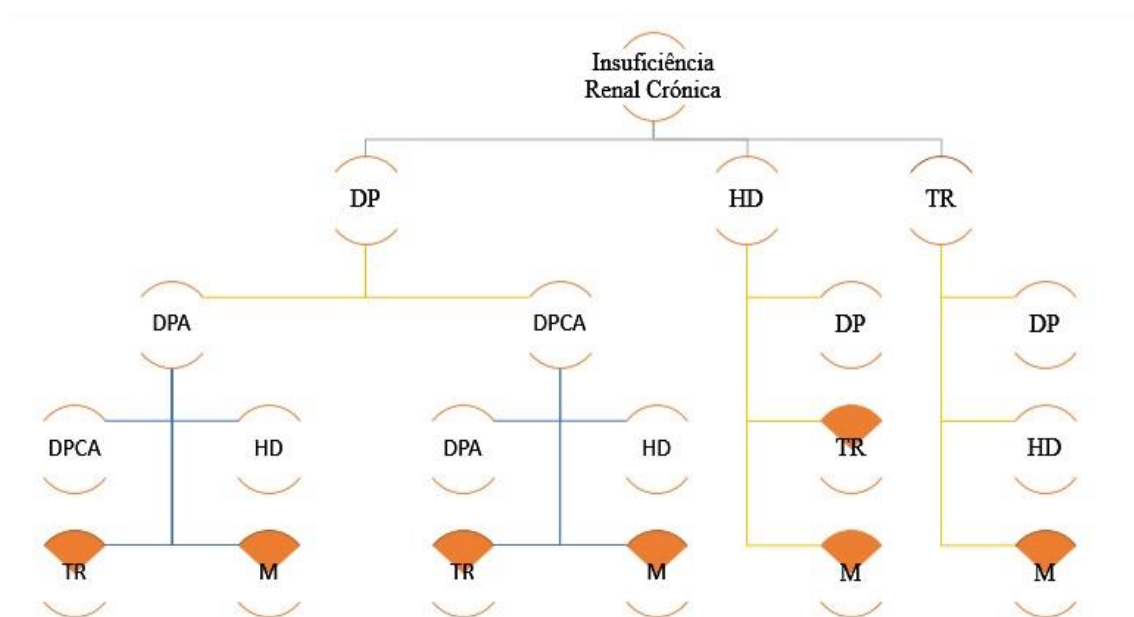 Insuficiência
Renal Crónica
DP
HD
TR
DPA
DPCA
DP
DP
DPCA
HD
DPA
HD
TR
HD
TR
M
TR
M
M
M